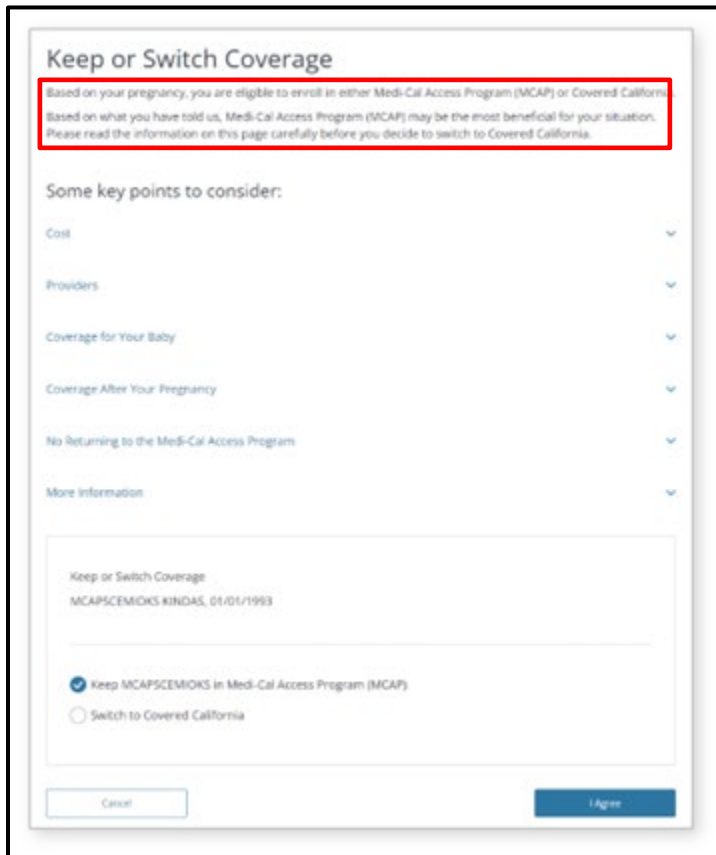 Keep or Switch Coverage
Based on your pregnancy, you are eligible to enroll in either Medi-Cal Access Program (MCAP) or Covered California.
Based on what you have told us, Medi-Cal Access Program (MCAP) may be the most beneficial for your situation.
Please read the information on this page carefully before you decide to switch to Covered California.
Some key points to consider:
Cost
Providers
Coverage for Your Baby
Coverage After Your Pregnancy
No Returning to the Medi-Cal Access Program
More Information
Keep or Switch Coverage
MCAPSCEMIOKS KINDAS, 01/01/1993
Keep MCAPSCEMIOKS in Medi-Cal Access Program (MCAP)
Switch to Covered California
Cancel
I Agree